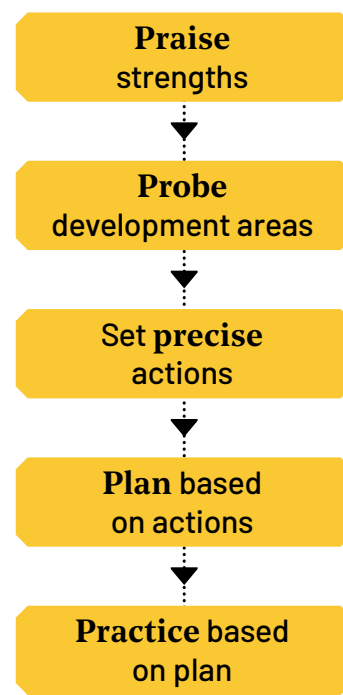 Praise
strengths
Probe
development areas
Set precise
actions
Plan based
on actions
Practice based
on plan